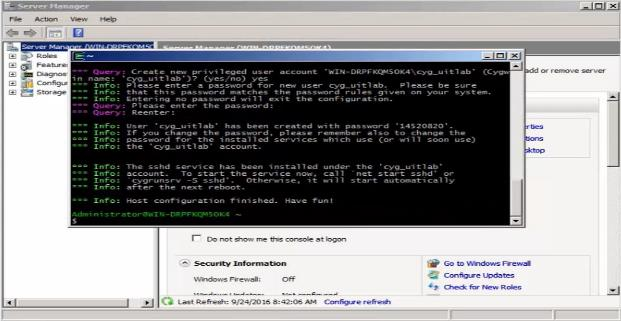 Server Manager
File Action View Help
Server Manager (WIN-DRPFKQM5OK4)
Roles
Features
Diagnos
Configur
Storage
~
*** Query: Create new privileged user account 'WIN-DRPFKQM5OK4\cyg_uitlab' (Cygw
in name: 'cyg_uitlab')? (yes/no) yes
*** Info: Please enter a password for new user cyg_uitlab. Please be sure
*** Info: that this password matches the password rules given on your system.
*** Info: Entering no password will exit the configuration.
*** Query: Please enter the password:
*** Query: Reenter:
*** Info: User 'cyg_uitlab' has been created with password '14520820'.
*** Info: If you change the password, please remember also to change the
*** Info: password for the installed services which use (or will soon use)
*** Info: the 'cyg_uitlab' account.
*** Info: The sshd service has been installed under the 'cyg_uitlab'
*** Info: account. To start the service now, call `net start sshd' or
*** Info: `cygrunsrv -S sshd'. Otherwise, it will start automatically
*** Info: after the next reboot.
*** Info: Host configuration finished. Have fun!
Administrator@WIN-DRPFKQM5OK4 ~
$
add or remove server
erties
tions
sktop
Do not show me this console at logon
Security Information
Windows Firewall: Off
Go to Windows Firewall
Configure Updates
Check for New Roles
Last Refresh: 9/24/2016 8:42:06 AM Configure refresh